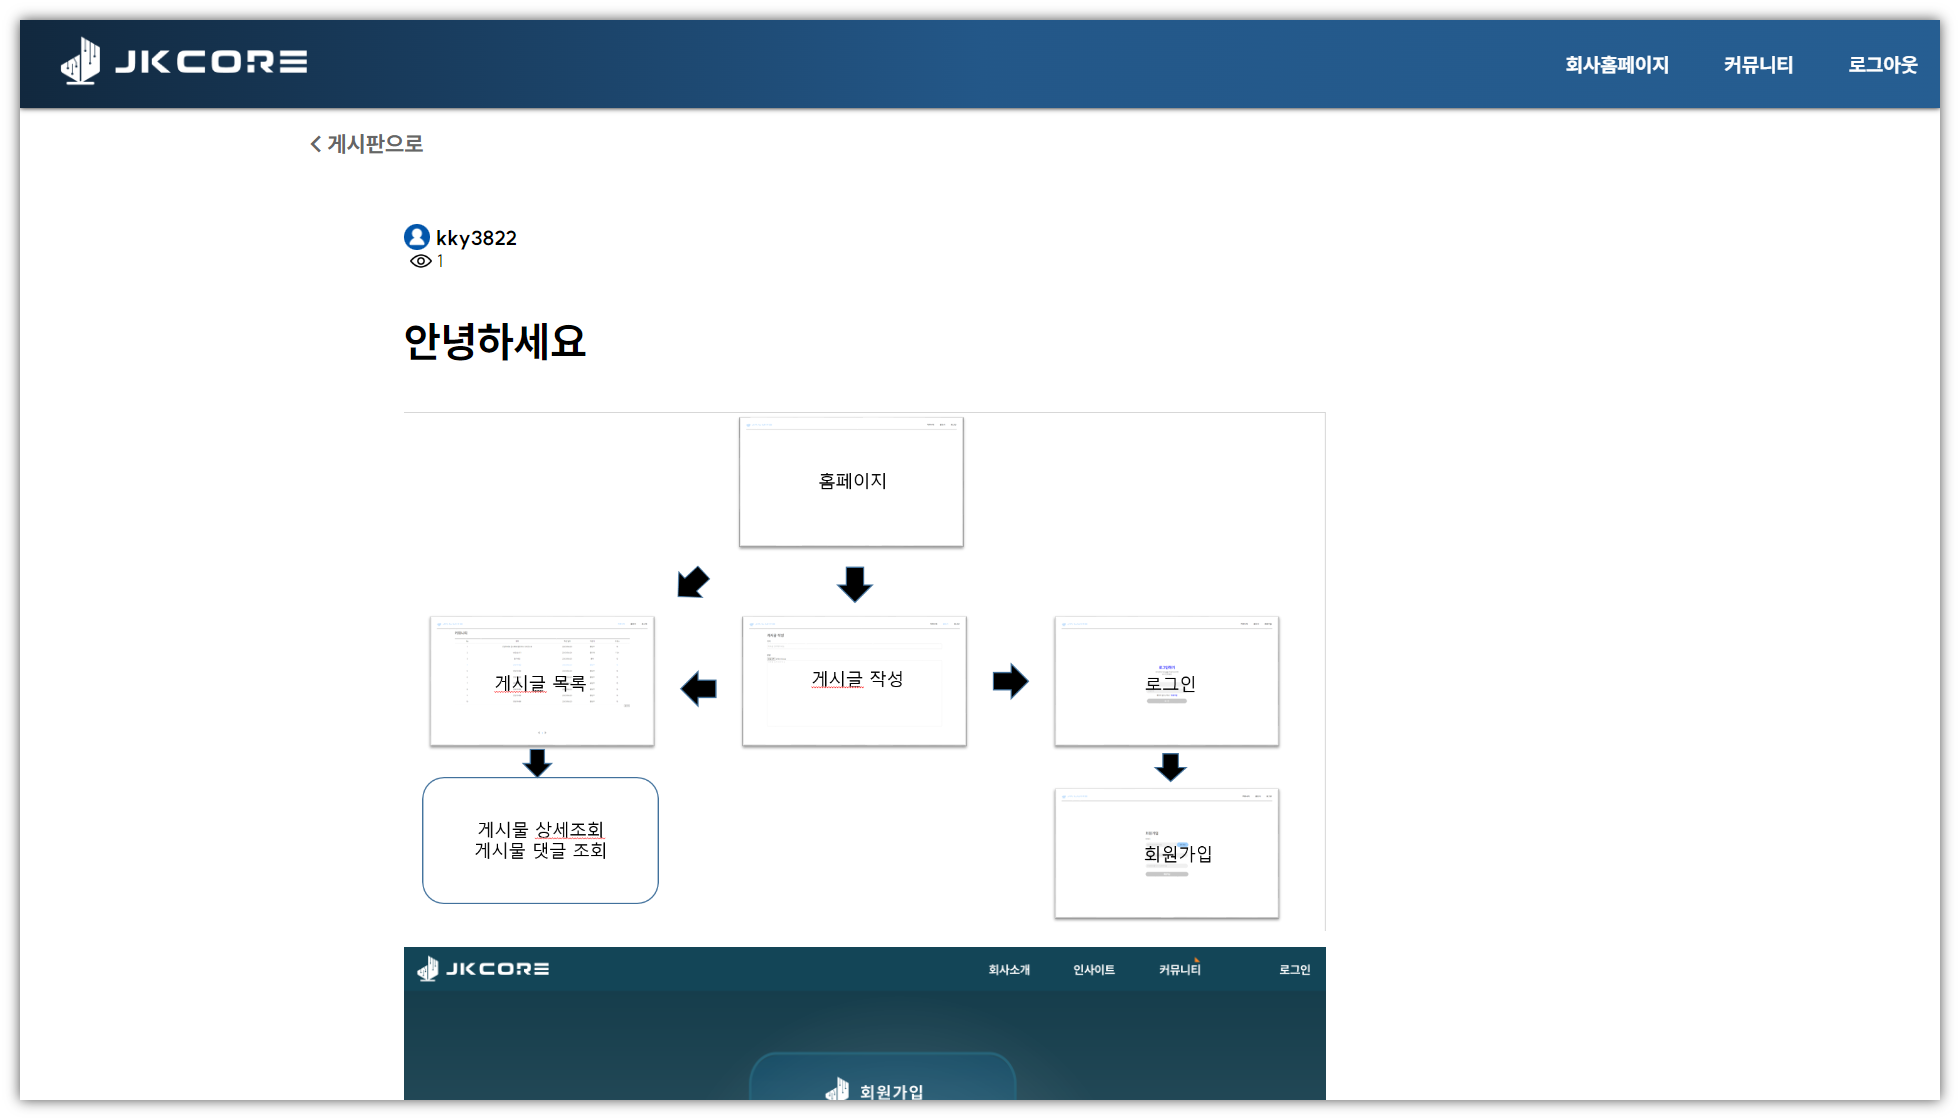 JKCORE
회사홈페이지 커뮤니티 로그아웃
게시판으로
kky3822
1
안녕하세요
홈페이지
게시글 목록
게시글 작성
로그인
게시물 상세조회
게시물 댓글 조회
회원가입
JKCORE 회사소개 인사이트 커뮤니티 로그인
회원가입